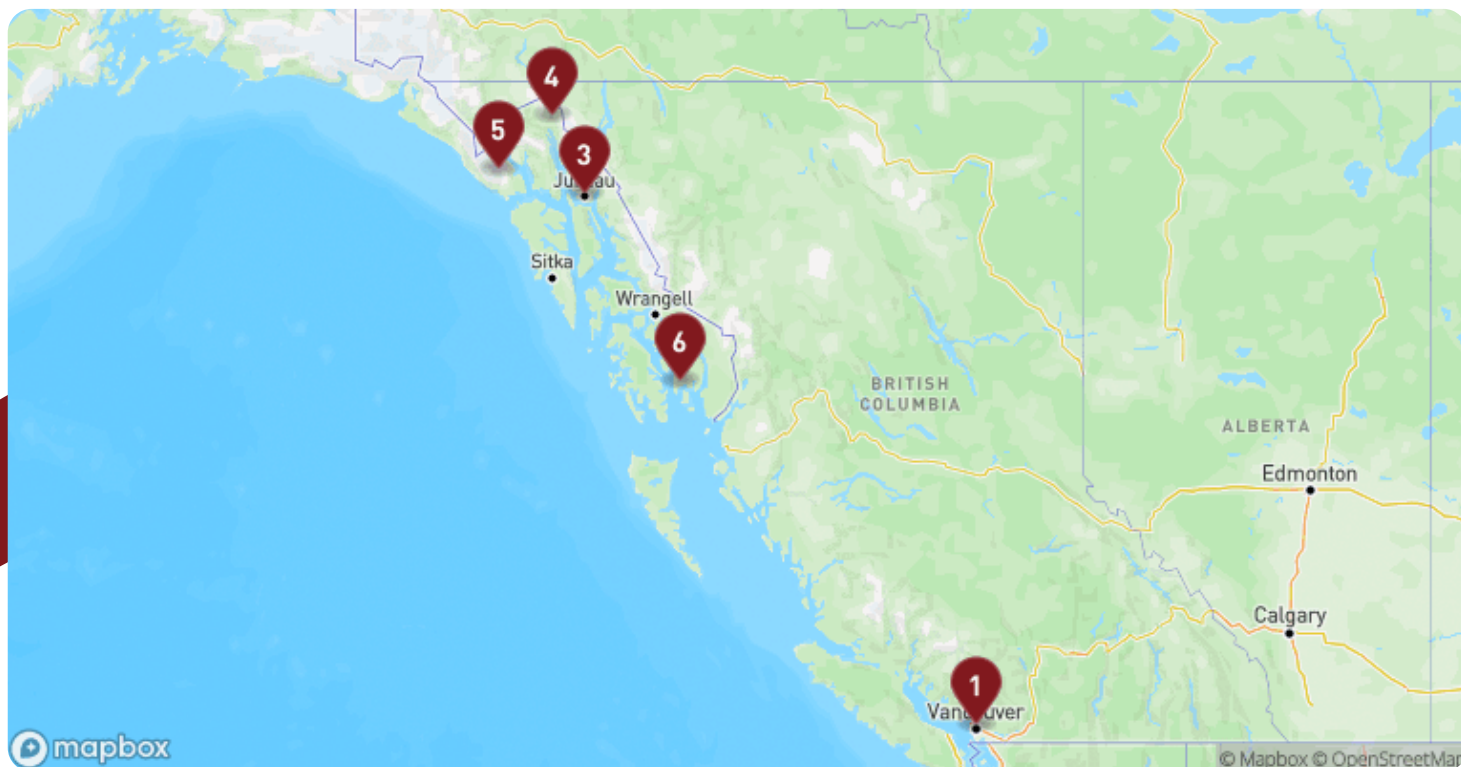 4
5
3
Juneau
Sitka
Wrangell
6
BRITISH
COLUMBIA
ALBERTA
Edmonton
Calgary
1
Vancouver
mapbox
© Mapbox © OpenStreetMap